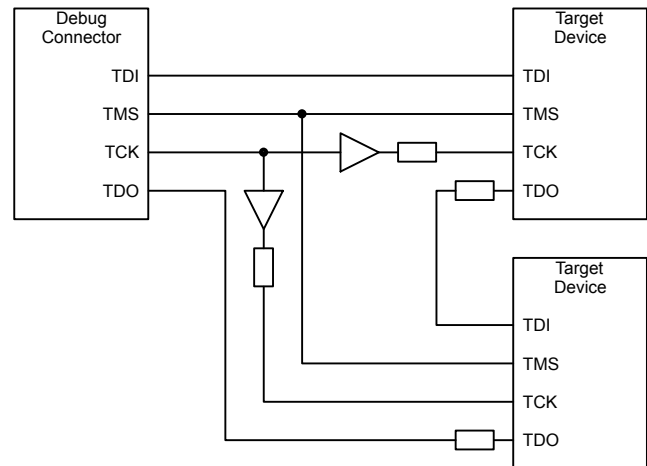 Debug
Connector
TDI
TMS
TCK
TDO
Target
Device
TDI
TMS
TCK
TDO
Target
Device
TDI
TMS
TCK
TDO